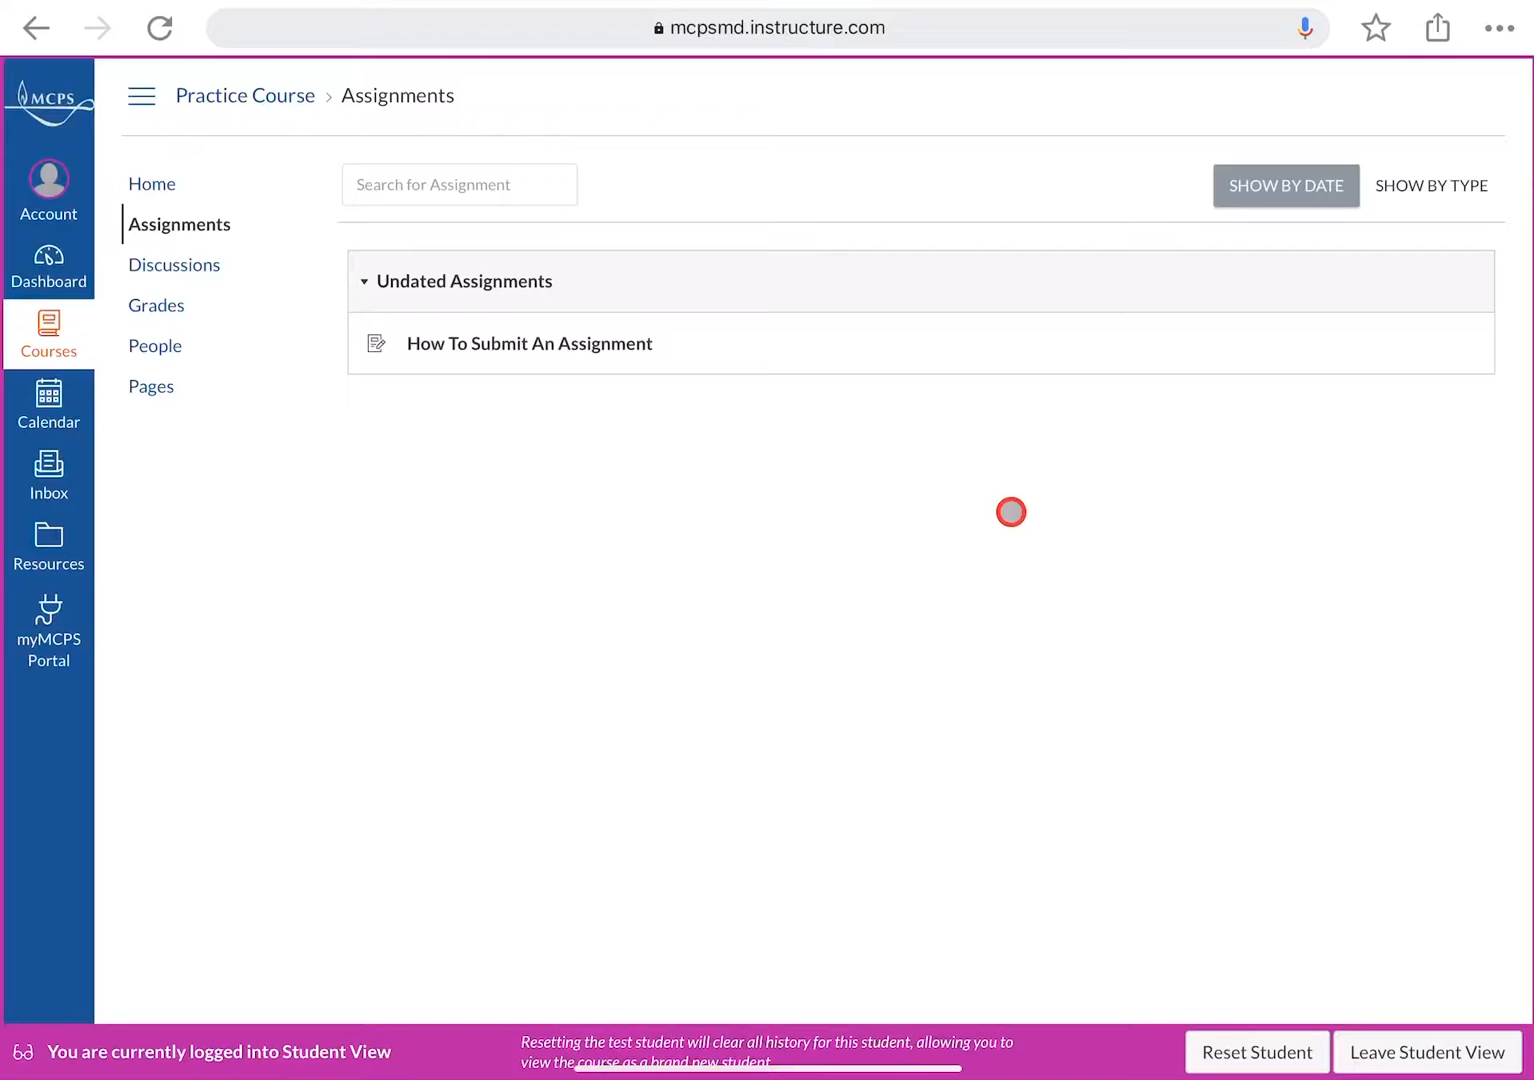 mcpsmd.instructure.com
MCPS
Practice Course › Assignments
Account
Dashboard
Courses
Calendar
Inbox
Resources
myMCPS
Portal
Home
Assignments
Discussions
Grades
People
Pages
Search for Assignment
SHOW BY DATE
SHOW BY TYPE
Undated Assignments
How To Submit An Assignment
You are currently logged into Student View
Resetting the test student will clear all history for this student, allowing you to
view the course as a brand new student.
Reset Student
Leave Student View